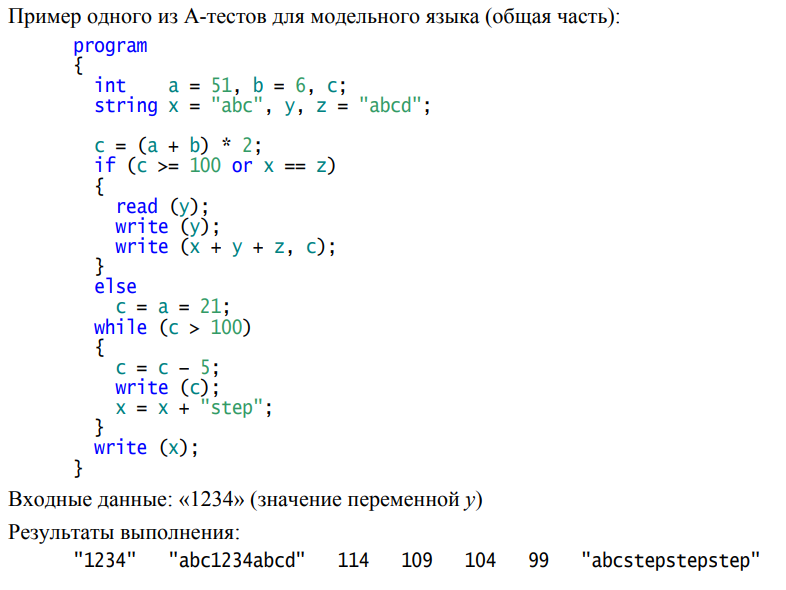 Пример одного из А-тестов для модельного языка (общая часть):
program
{
int a = 51, b = 6, c;
string x = "abc", y, z = "abcd";
c = (a + b) * 2;
if (c >= 100 or x == z)
{
read (y);
write (y);
write (x + y + z, c);
}
else
c = a = 21;
while (c > 100)
{
c = c − 5;
write (c);
x = x + "step";
}
write (x);
}
Входные данные: «1234» (значение переменной y)
Результаты выполнения:
"1234" "abc1234abcd" 114 109 104 99 "abcstepstepstep"